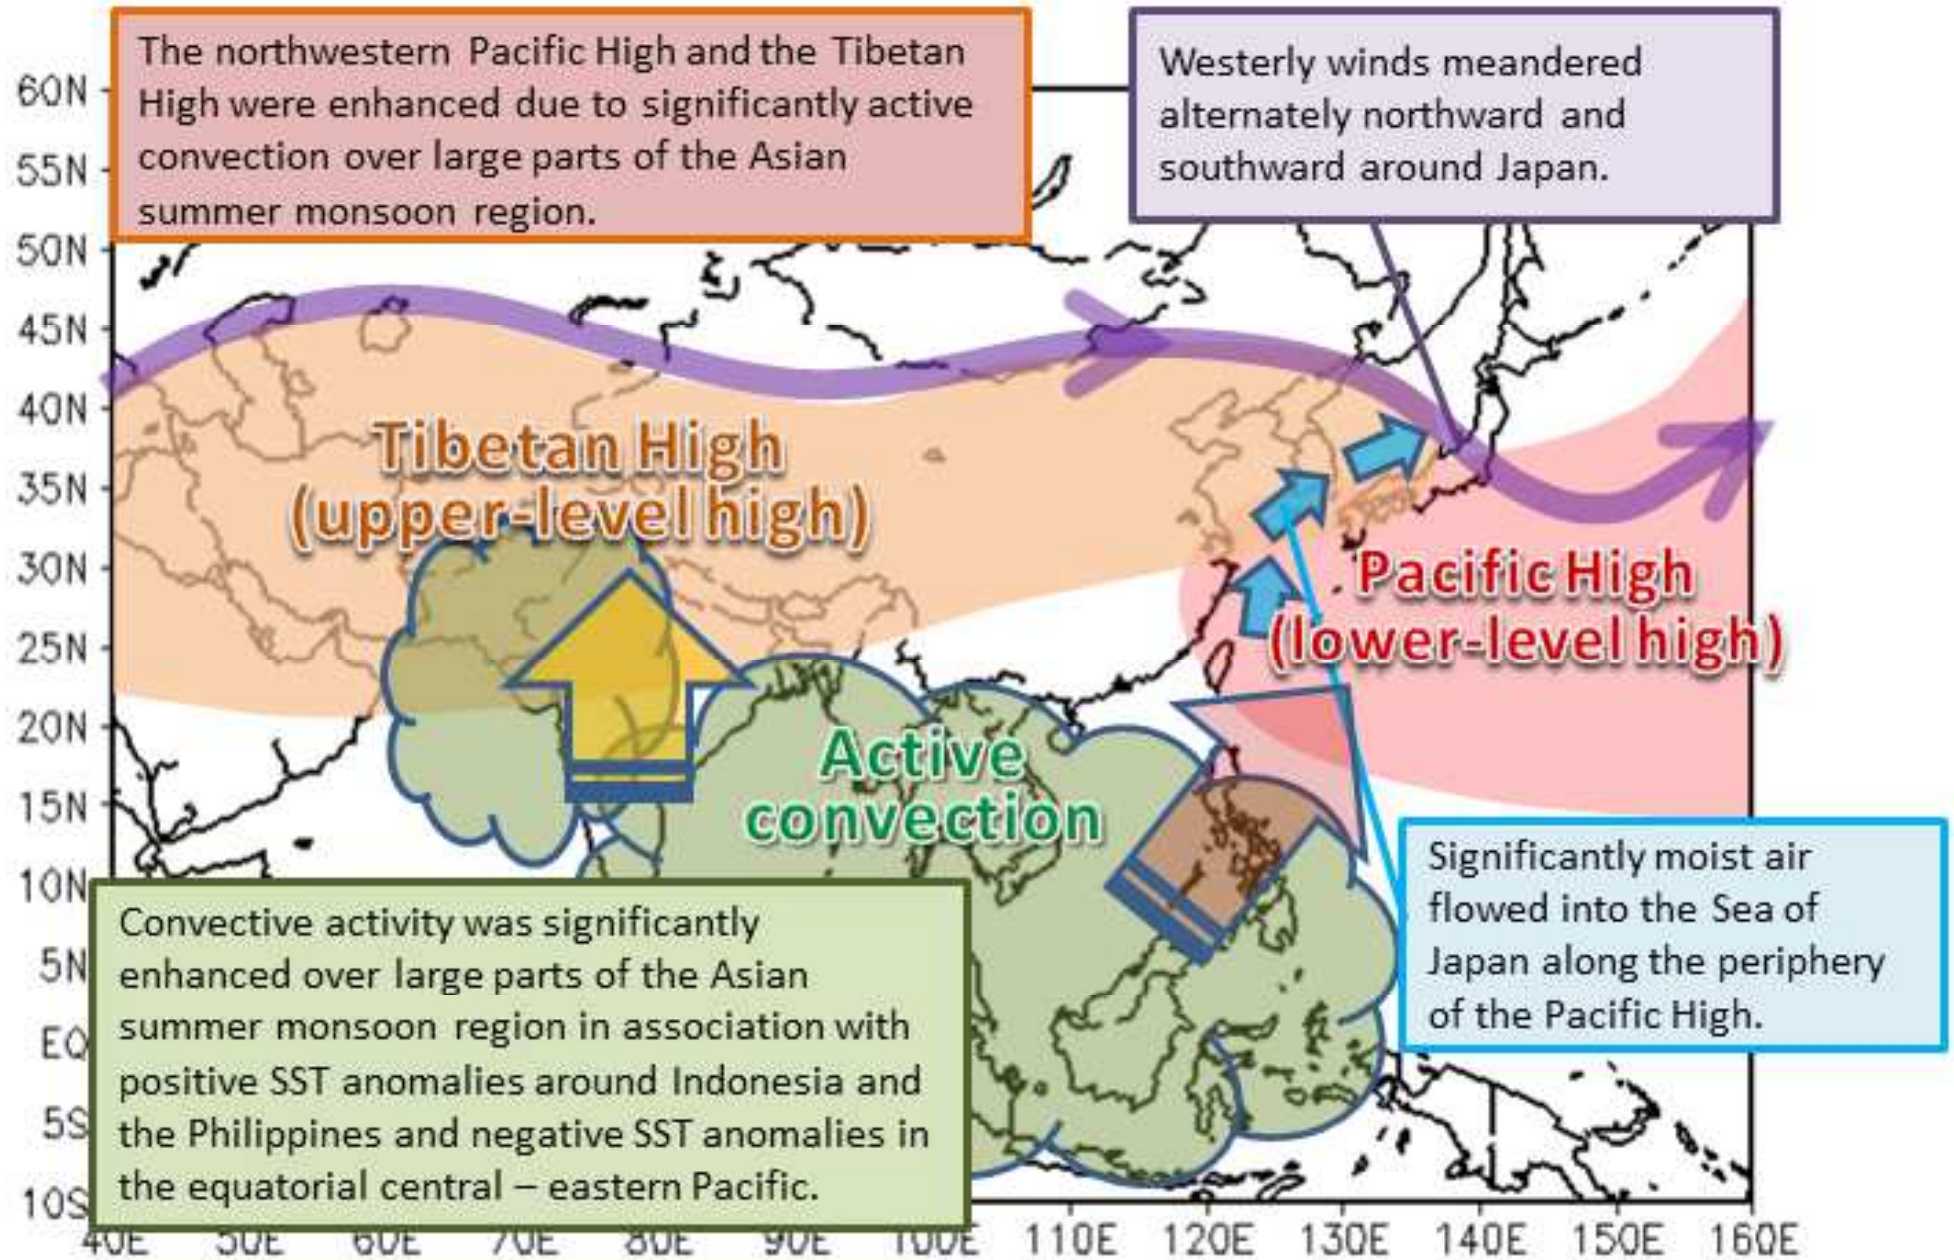 The northwestern Pacific High and the Tibetan
High were enhanced due to significantly active
convection over large parts of the Asian
summer monsoon region.
Westerly winds meandered
alternately northward and
southward around Japan.
60N
55N
50N
45N
40N
35N
30N
25N
20N
15N
10N
5N
EQ
5S
10S
Tibetan High
(upper-level high)
Pacific High
(lower-level high)
Active
convection
Significantly moist air
flowed into the Sea of
Japan along the periphery
of the Pacific High.
Convective activity was significantly
enhanced over large parts of the Asian
summer monsoon region in association with
positive SST anomalies around Indonesia and
the Philippines and negative SST anomalies in
the equatorial central – eastern Pacific.
40E 50E 60E 70E 80E 90E 100E 110E 120E 130E 140E 150E 160E